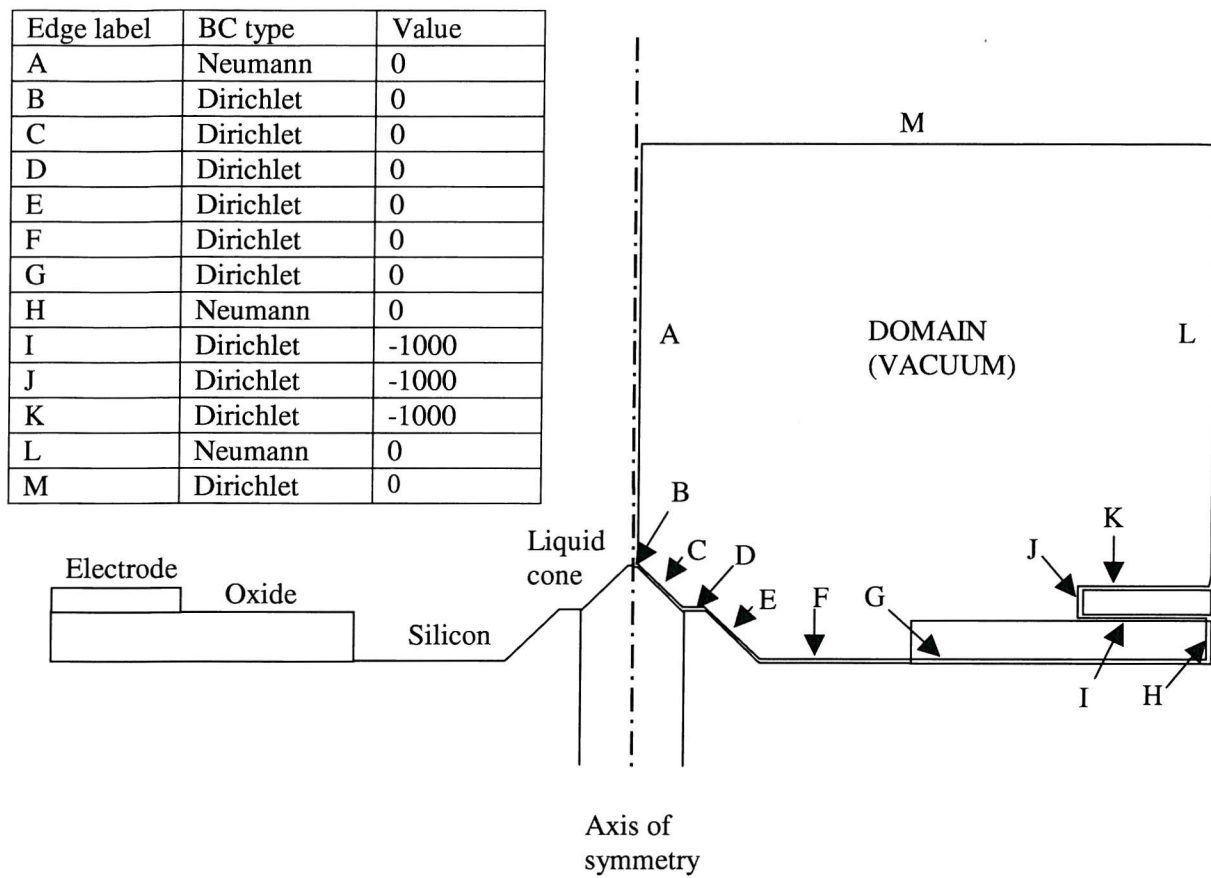 Edge label BC type Value
A Neumann 0
B Dirichlet 0
C Dirichlet 0
D Dirichlet 0
E Dirichlet 0
F Dirichlet 0
G Dirichlet 0
H Neumann 0
I Dirichlet -1000
J Dirichlet -1000
K Dirichlet -1000
L Neumann 0
M Dirichlet 0
M
A
DOMAIN
(VACUUM)
L
B
C
D
E
F
G
J
K
I
H
Liquid
cone
Electrode
Oxide
Silicon
Axis of
symmetry